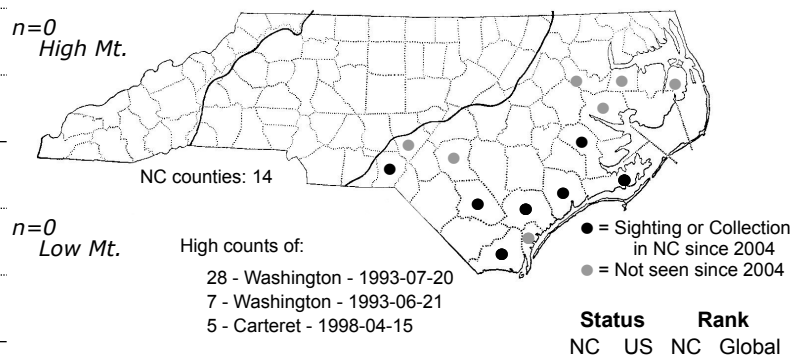 n=0
High Mt.
NC counties: 14
n=0
Low Mt.
High counts of:
28 - Washington - 1993-07-20
7 - Washington - 1993-06-21
5 - Carteret - 1998-04-15
= Sighting or Collection
in NC since 2004
= Not seen since 2004
Status Rank
NC US NC Global